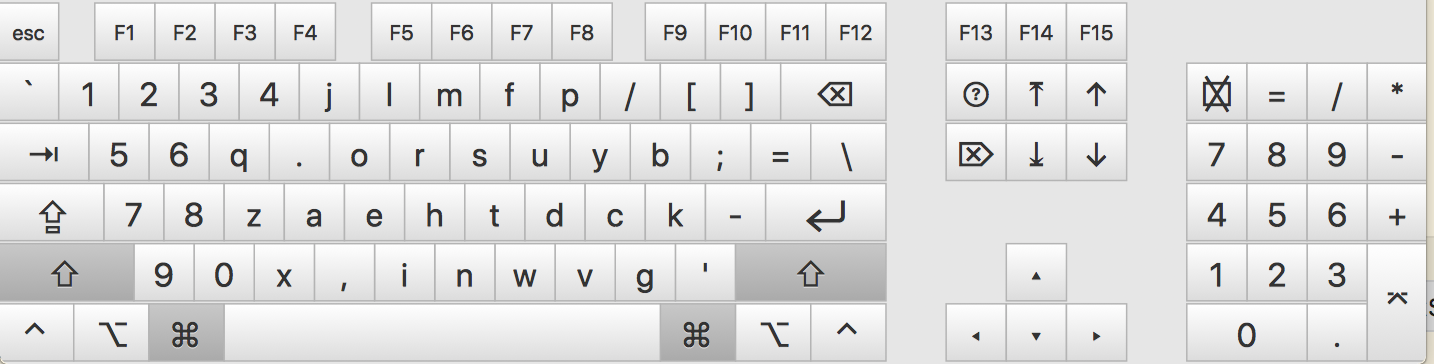 esc F1 F2 F3 F4 F5 F6 F7 F8 F9 F10 F11 F12 F13 F14 F15
` 1 2 3 4 j l m f p / [ ] ⌫ ? ⤒ ↑ = / *
⇥ 5 6 q . o r s u y b ; = \ ⌦ ⤓ ↓ 7 8 9 -
⇪ 7 8 z a e h t d c k - ↵ 4 5 6 +
⇧ 9 0 x , i n w v g ' ⇧ ▴ 1 2 3 ⌤
⌃ ⌥ ⌘ ⌘ ⌥ ⌃ ◂ ▾ ▸ 0 .